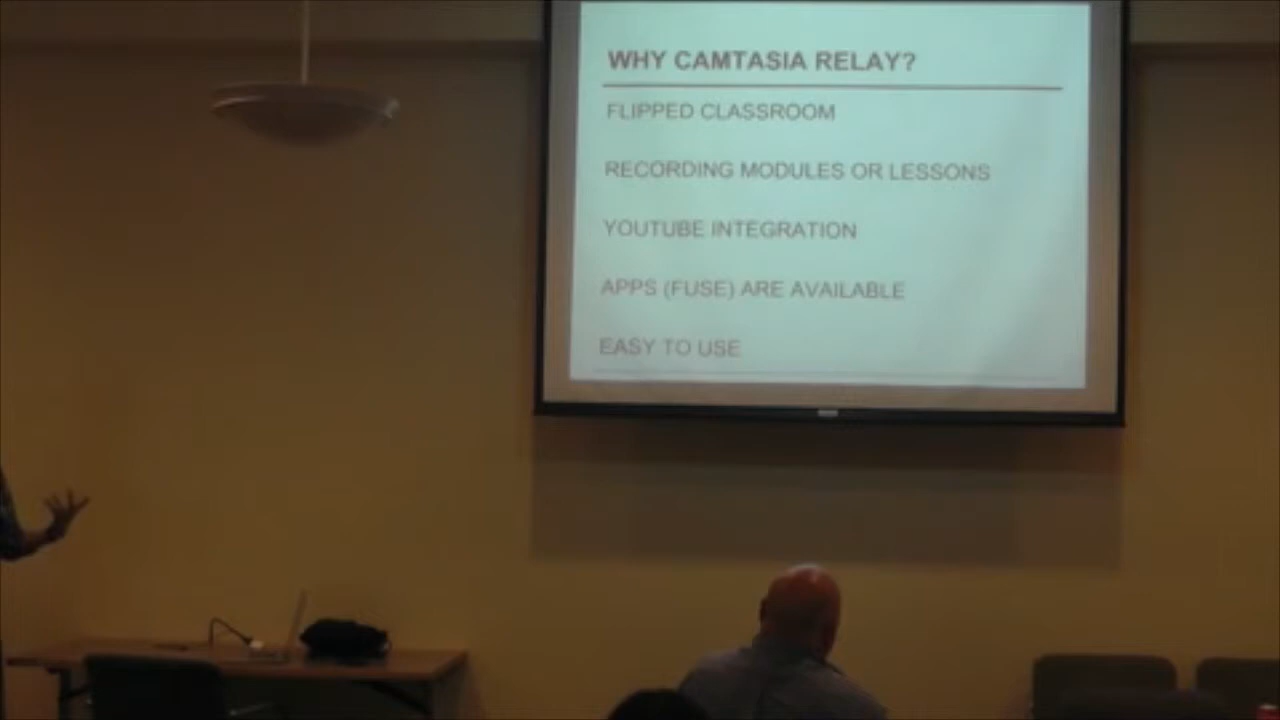 WHY CAMTASIA RELAY?
FLIPPED CLASSROOM
RECORDING MODULES OR LESSONS
YOUTUBE INTEGRATION
APPS (FUSE) ARE AVAILABLE
EASY TO USE